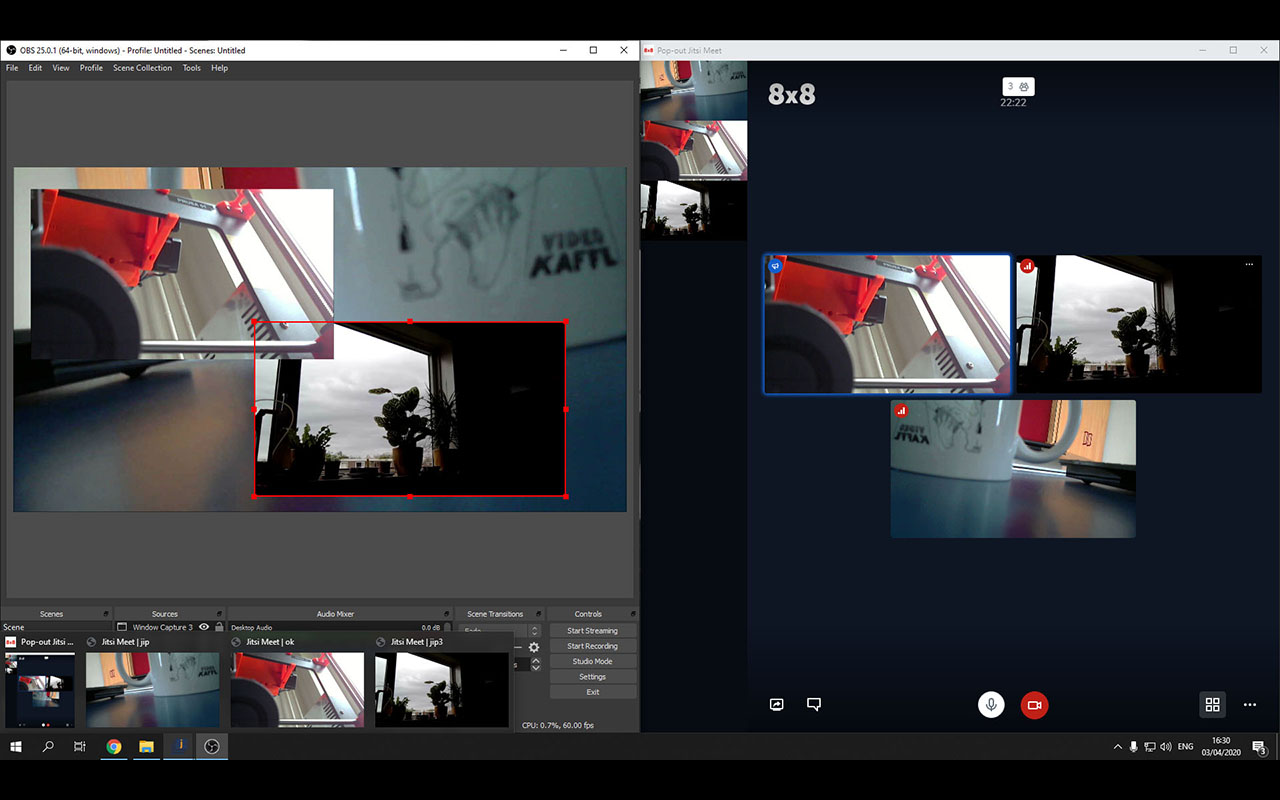 OBS 25.0.1 (64-bit, windows) - Profile: Untitled - Scenes: Untitled
File Edit View Profile Scene Collection Tools Help
VIDEO
KAFFE
Scenes Sources Audio Mixer Scene Transitions Controls
Scene
Window Capture 3
Desktop Audio 0.0 dB
Fade
Start Streaming
Start Recording
Studio Mode
Settings
Exit
Pop-out Jitsi ...
Jitsi Meet | jip
Jitsi Meet | ok
Jitsi Meet | jip3
CPU: 0.7%, 60.00 fps
Pop-out Jitsi Meet
8x8
3
22:22
ENG
16:30
03/04/2020
3